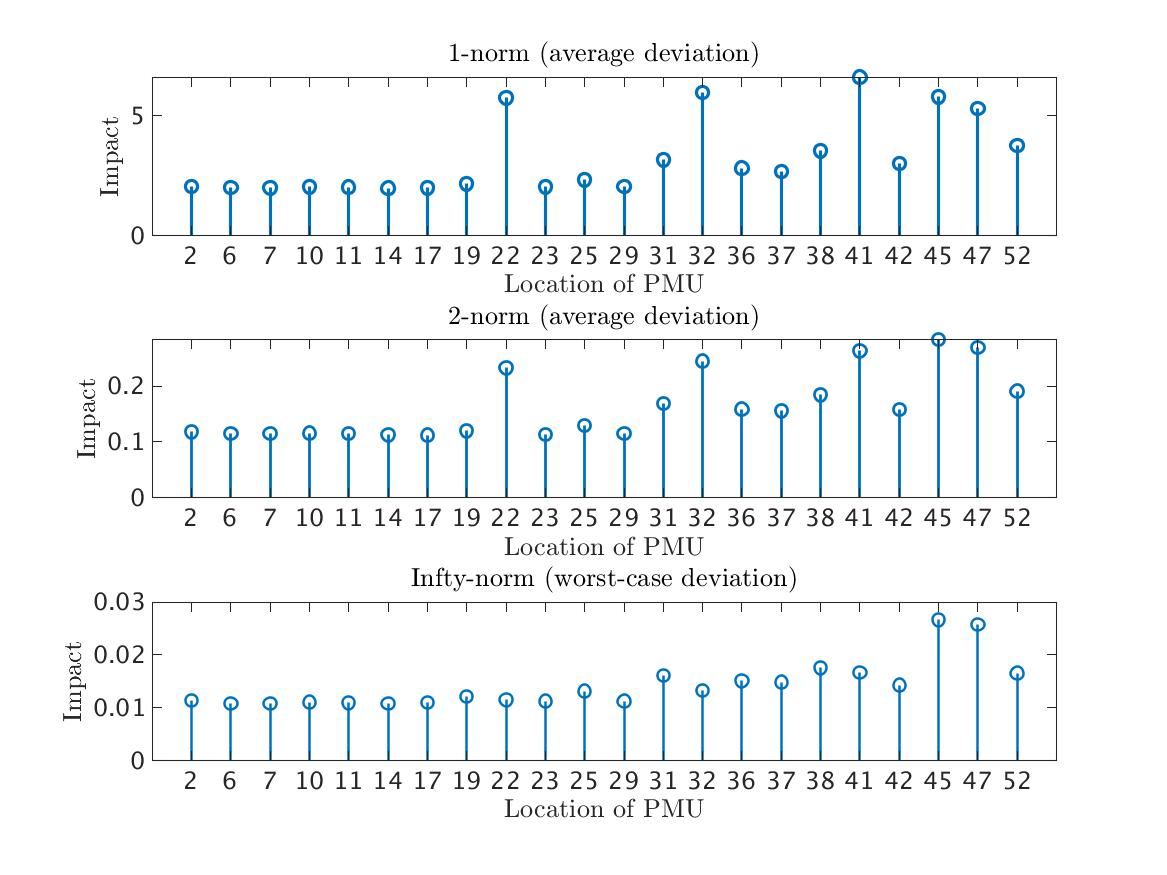 1-norm (average deviation)
5
0
Impact
2 6 7 10 11 14 17 19 22 23 25 29 31 32 36 37 38 41 42 45 47 52
Location of PMU
2-norm (average deviation)
0.2
0.1
0
Impact
2 6 7 10 11 14 17 19 22 23 25 29 31 32 36 37 38 41 42 45 47 52
Location of PMU
Infty-norm (worst-case deviation)
0.03
0.02
0.01
0
Impact
2 6 7 10 11 14 17 19 22 23 25 29 31 32 36 37 38 41 42 45 47 52
Location of PMU